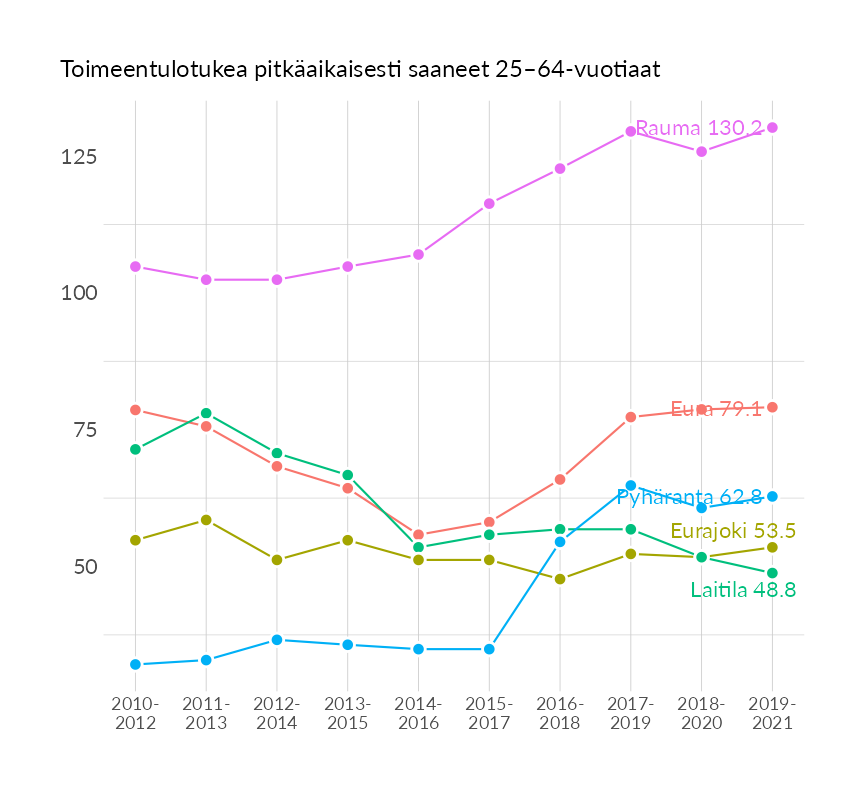 Toimeentulotukea pitkäaikaisesti saaneet 25–64-vuotiaat
Rauma 130.2
125
100
Eura 79.1
75
Pyhäranta 62.8
Eurajoki 53.5
50
Laitila 48.8
2010- 2011- 2012- 2013- 2014- 2015- 2016- 2017- 2018- 2019-
2012 2013 2014 2015 2016 2017 2018 2019 2020 2021